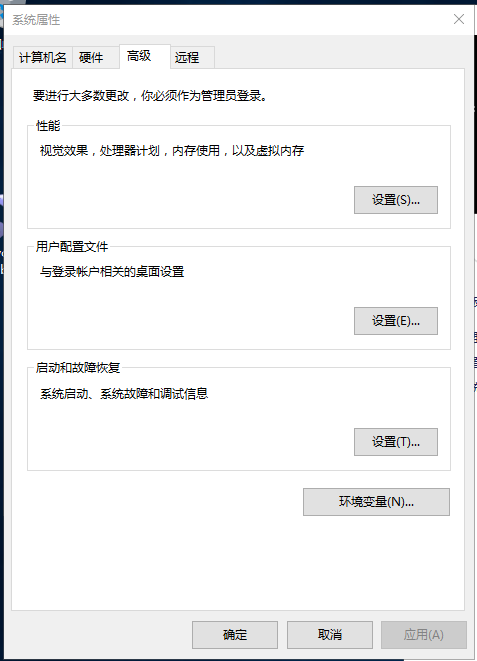 系统属性
计算机名
硬件
高级
远程
要进行大多数更改，你必须作为管理员登录。
性能
视觉效果，处理器计划，内存使用，以及虚拟内存
设置(S)...
用户配置文件
与登录帐户相关的桌面设置
设置(E)...
启动和故障恢复
系统启动、系统故障和调试信息
设置(T)...
环境变量(N)...
确定
取消
应用(A)